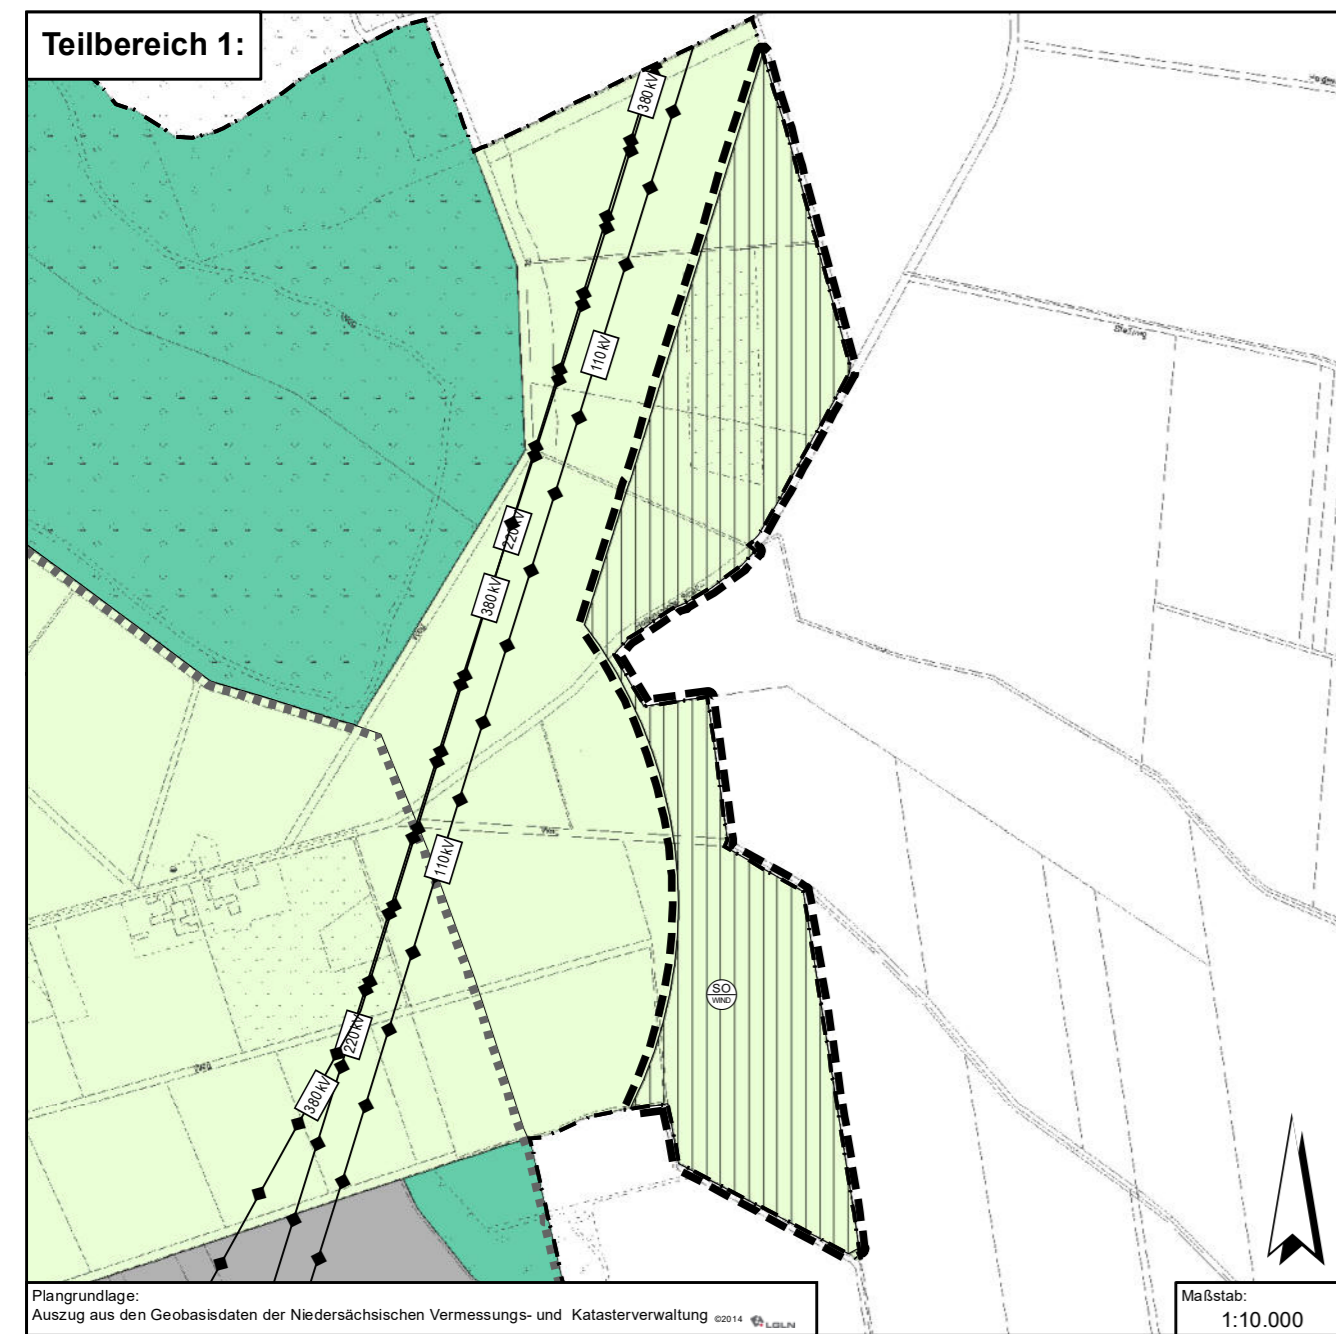 Teilbereich 1:
380 kV
110 kV
220 kV
380 kV
110 kV
SO
WIND
220 kV
380 kV
Plangrundlage:
Auszug aus den Geobasisdaten der Niedersächsischen Vermessungs- und Katasterverwaltung ©2014 LGLN
Maßstab:
1:10.000